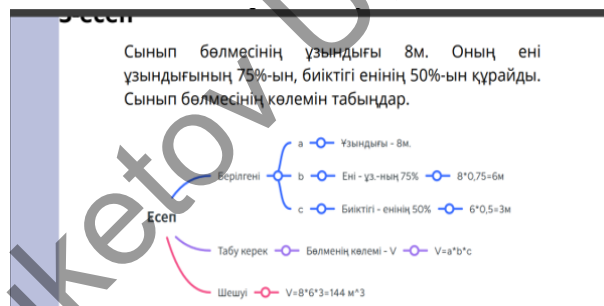 Сынып бөлмесінің ұзындығы 8м. Оның ені
ұзындығының 75%-ын, биіктігі енінің 50%-ын құрайды.
Сынып бөлмесінің көлемін табыңдар.
Есеп
Берілгені
a Ұзындығы - 8м.
b Ені - ұз.-ның 75% 8*0,75=6м
c Биіктігі - енінің 50% 6*0,5=3м
Табу керек Бөлменің көлемі - V V=a*b*c
Шешуі V=8*6*3=144 м^3
uketov U